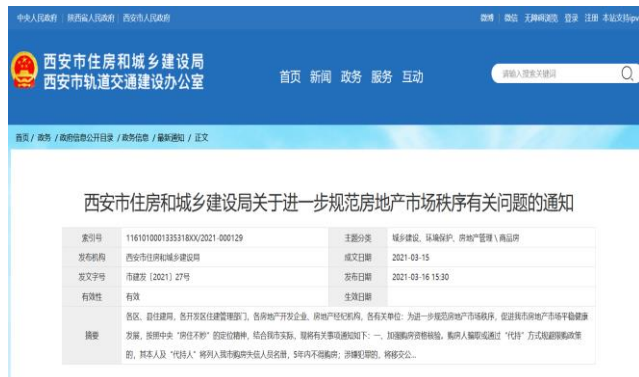 中央人民政府 | 陕西省人民政府 | 西安市人民政府
微博 | 微信 无障碍浏览 登录 注册 本站支持ipv
西安市住房和城乡建设局
西安市轨道交通建设办公室
首页 新闻 政务 服务 互动
请输入搜索关键词
首页 / 政务 / 政府信息公开目录 / 政务信息 / 最新通知 / 正文
西安市住房和城乡建设局关于进一步规范房地产市场秩序有关问题的通知
索引号 1161010001335318XX/2021-000129 主题分类 城乡建设、环境保护、房地产管理 \ 商品房
发布机构 西安市住房和城乡建设局 成文日期 2021-03-15
发文字号 市建发〔2021〕27号 发布日期 2021-03-16 15:30
有效性 有效 生效日期
各区、县住建局，各开发区住建管理部门，各房地产开发企业、房地产经纪机构，各有关单位：为进一步规范房地产市场秩序，促进我市房地产市场平稳健康
摘要 发展，按照中央“房住不炒”的定位精神，结合我市实际，现将有关事项通知如下：一、加强购房资格核验。购房人骗取或通过“代持”方式规避限购政策
的，其本人及“代持人”将列入我市购房失信人员名册，5年内不得购房；涉嫌犯罪的，将移交公...